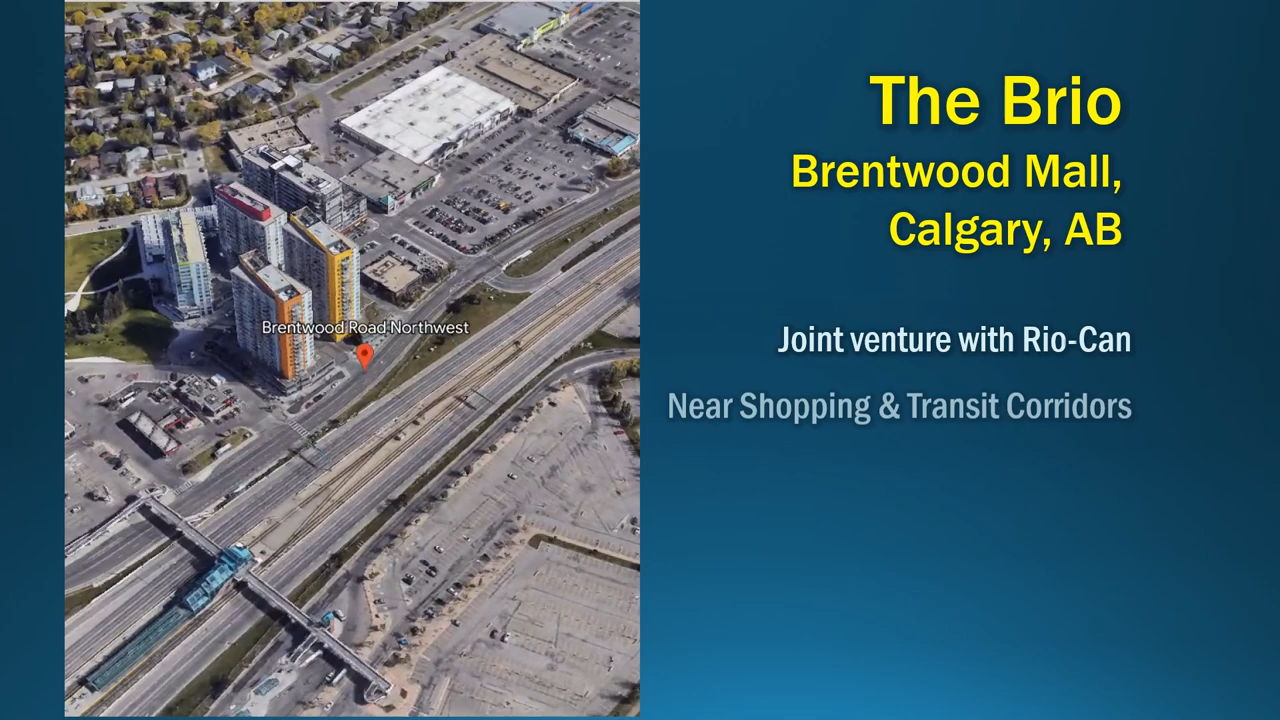 The Brio
Brentwood Mall,
Calgary, AB
Joint venture with Rio-Can
Near Shopping & Transit Corridors
Brentwood Road Northwest